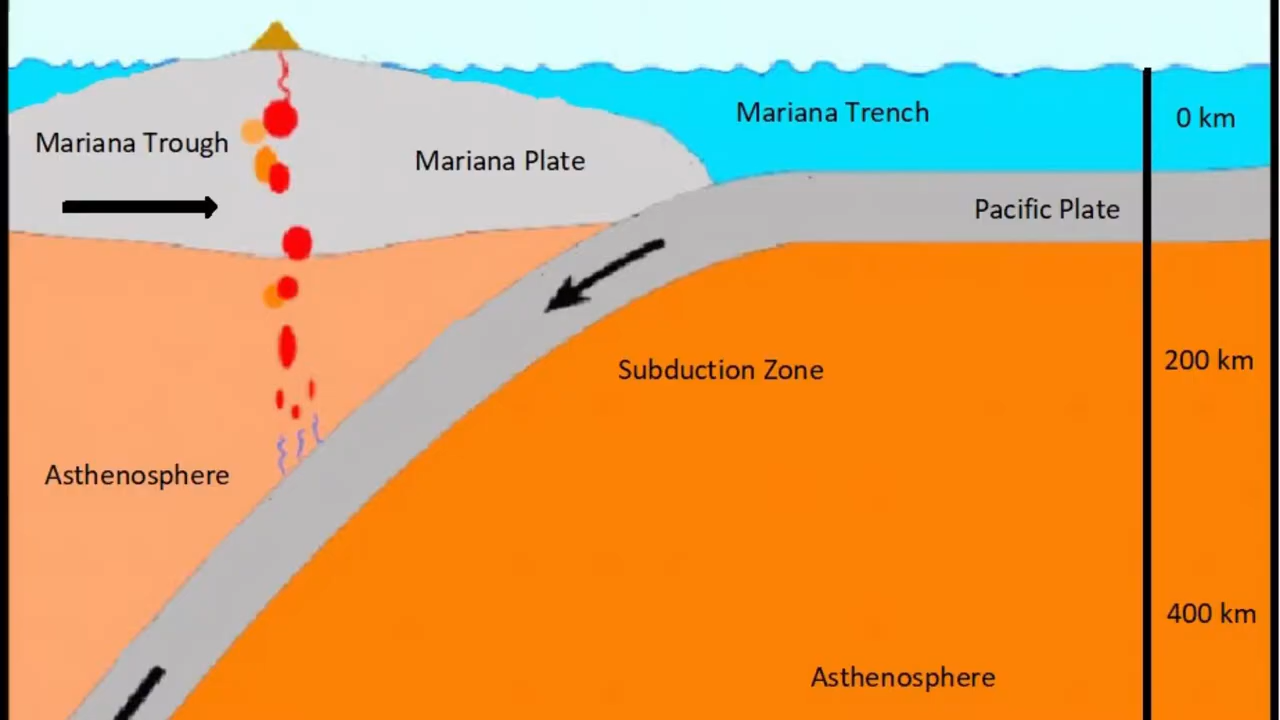 Mariana Trench
0 km
Mariana Trough
Mariana Plate
Pacific Plate
200 km
Subduction Zone
Asthenosphere
400 km
Asthenosphere